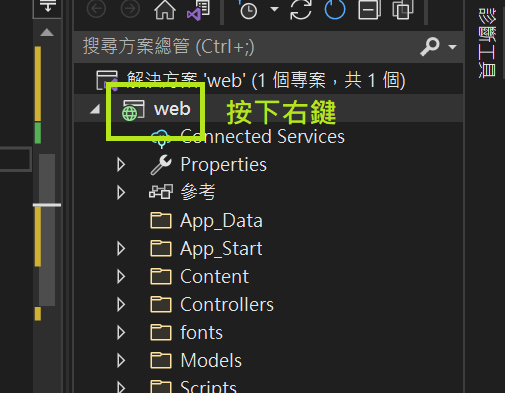 搜尋方案總管 (Ctrl+;)
解決方案 'web' (1 個專案，共 1 個)
web 按下右鍵
Connected Services
Properties
參考
App_Data
App_Start
Content
Controllers
fonts
Models
Scripts
診斷工具